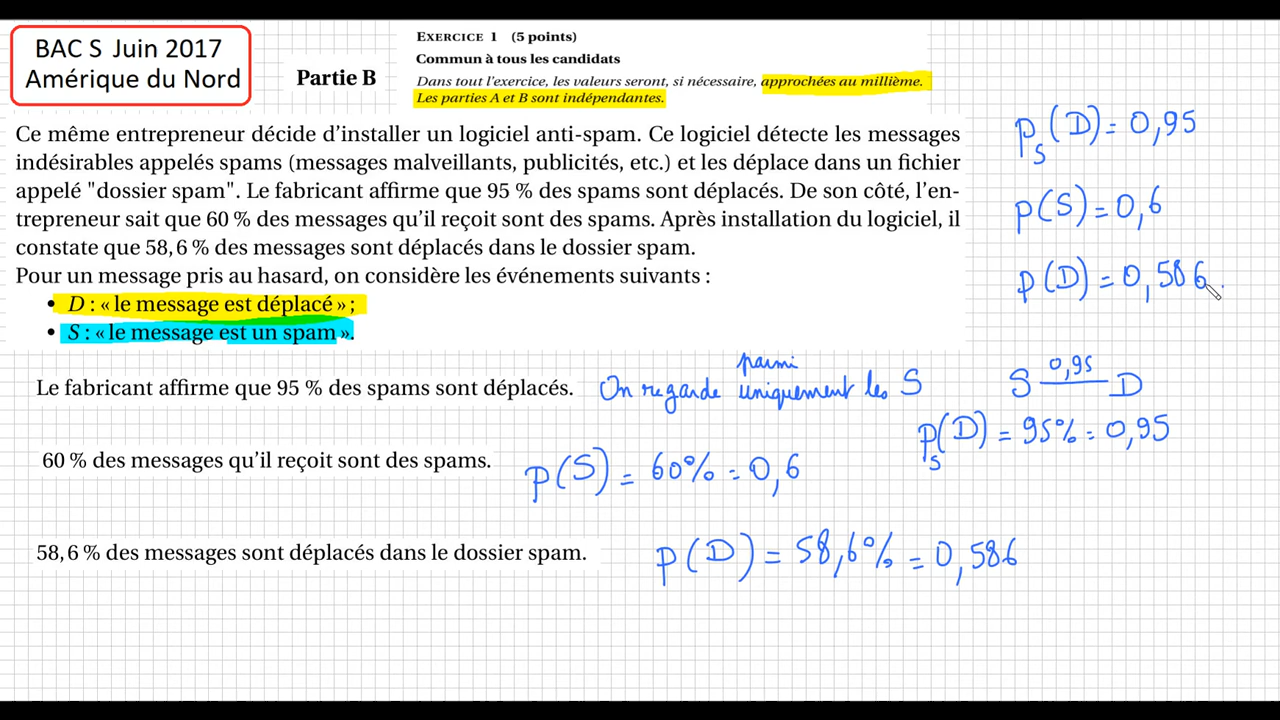 BAC S Juin 2017
Amérique du Nord
Partie B
EXERCICE 1 (5 points)
Commun à tous les candidats
Dans tout l'exercice, les valeurs seront, si nécessaire, approchées au millième.
Les parties A et B sont indépendantes.
Ce même entrepreneur décide d'installer un logiciel anti-spam. Ce logiciel détecte les messages
indésirables appelés spams (messages malveillants, publicités, etc.) et les déplace dans un fichier
appelé "dossier spam". Le fabricant affirme que 95 % des spams sont déplacés. De son côté, l'en-
trepreneur sait que 60 % des messages qu'il reçoit sont des spams. Après installation du logiciel, il
constate que 58,6 % des messages sont déplacés dans le dossier spam.
Pour un message pris au hasard, on considère les événements suivants :
• D : « le message est déplacé » ;
• S : « le message est un spam ».
p_S(D) = 0,95
p(S) = 0,6
p(D) = 0,586
Le fabricant affirme que 95 % des spams sont déplacés.
parmi
On regarde uniquement les S
S 0,95 D
p_S(D) = 95% = 0,95
60 % des messages qu'il reçoit sont des spams.
p(S) = 60% = 0,6
58,6 % des messages sont déplacés dans le dossier spam.
p(D) = 58,6% = 0,586